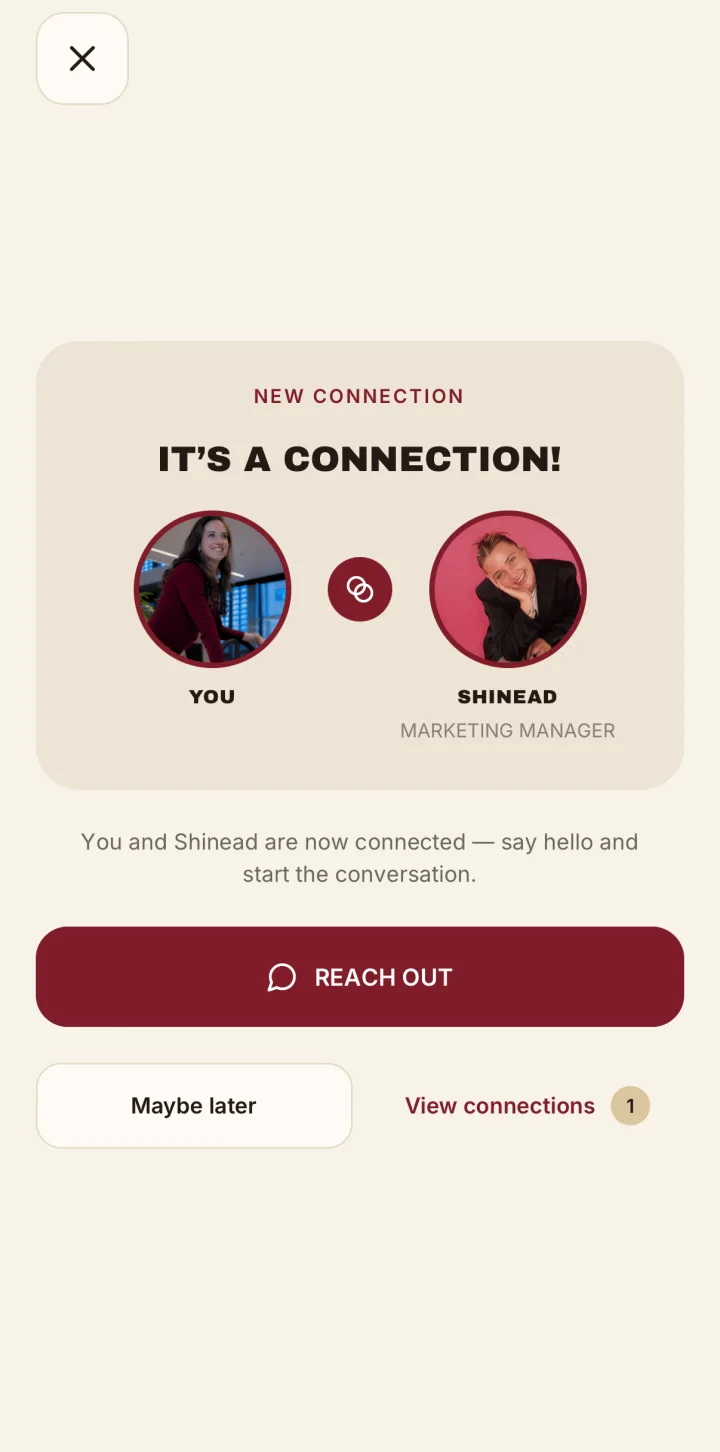 NEW CONNECTION
IT’S A CONNECTION!
YOU
SHINEAD
MARKETING MANAGER
You and Shinead are now connected — say hello and
start the conversation.
REACH OUT
Maybe later
View connections 1